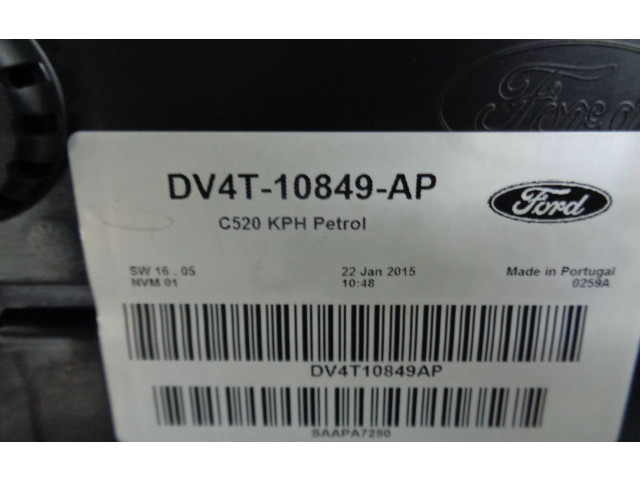 DV4T-10849-AP
Ford
C520 KPH Petrol
SW 16 . 05
22 Jan 2015
Made in Portugal
NVM 01
10:48
0259A
DV4T10849AP
SAAPA7250